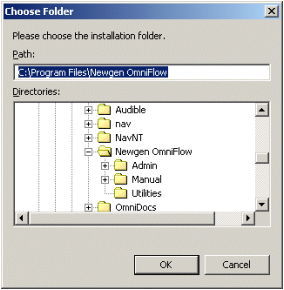 Choose Folder
Please choose the installation folder.
Path:
C:\Program Files\Newgen OmniFlow
Directories:
Audible
nav
NavNT
Newgen OmniFlow
Admin
Manual
Utilities
OmniDocs
OK
Cancel